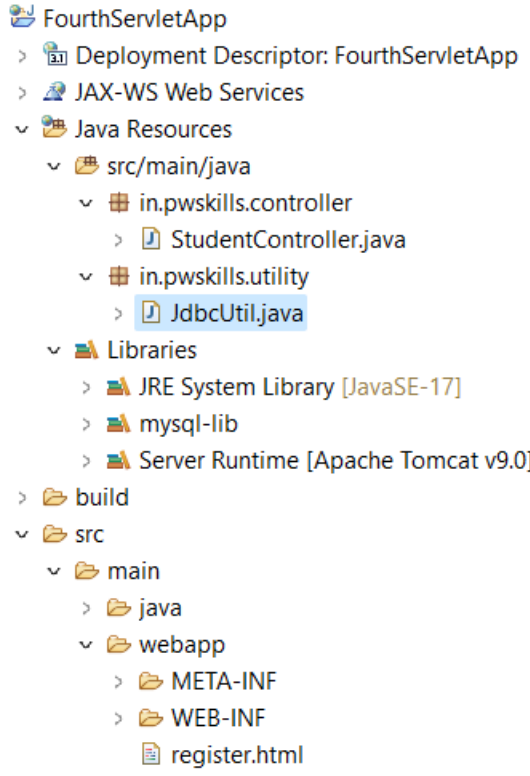 FourthServletApp
3.1 Deployment Descriptor: FourthServletApp
JAX-WS Web Services
Java Resources
src/main/java
in.pwskills.controller
J StudentController.java
in.pwskills.utility
J JdbcUtil.java
Libraries
JRE System Library [JavaSE-17]
mysql-lib
Server Runtime [Apache Tomcat v9.0]
build
src
main
java
webapp
META-INF
WEB-INF
register.html